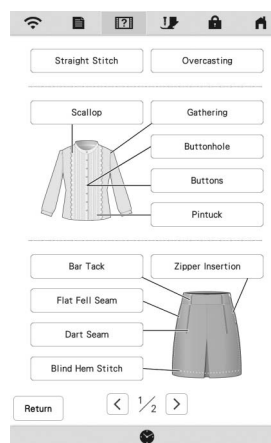 Straight Stitch
Overcasting
Scallop
Gathering
Buttonhole
Buttons
Pintuck
Bar Tack
Zipper Insertion
Flat Fell Seam
Dart Seam
Blind Hem Stitch
Return
< 1/2 >